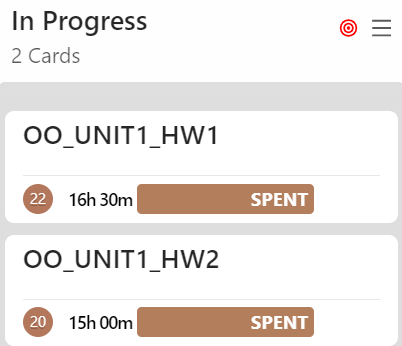 In Progress
2 Cards
OO_UNIT1_HW1
22 16h 30m SPENT
OO_UNIT1_HW2
20 15h 00m SPENT